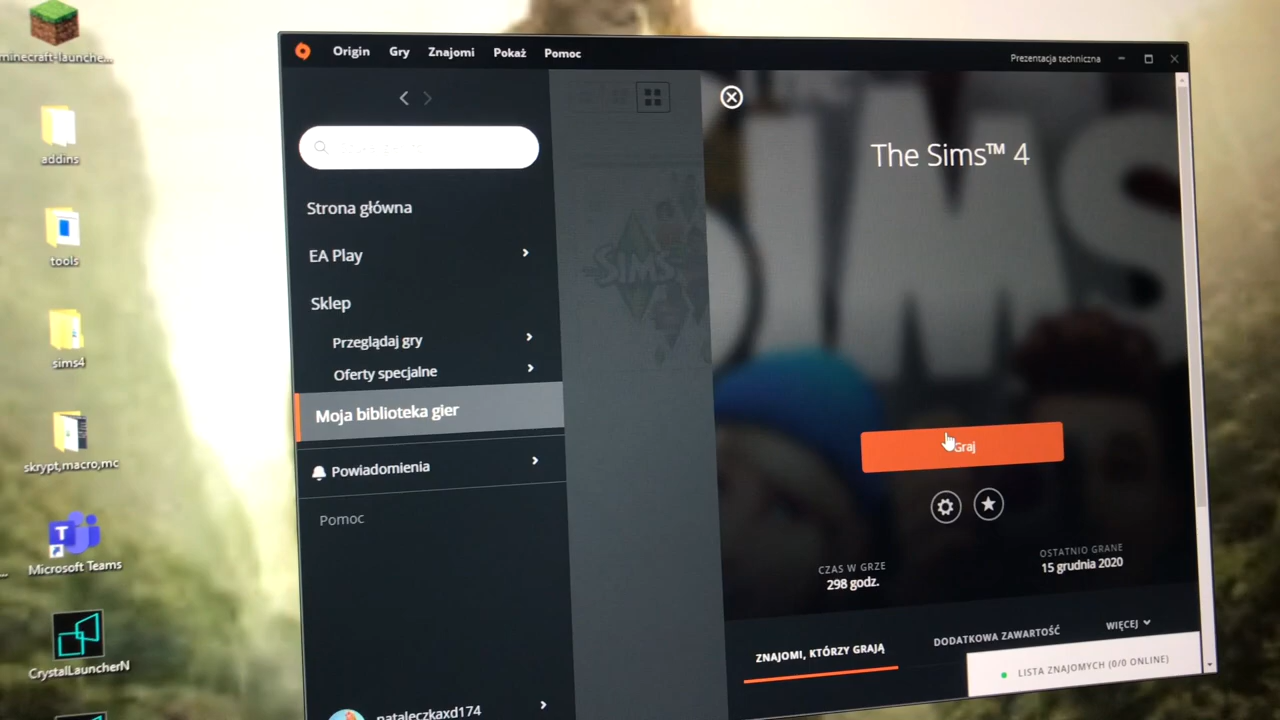 minecraft-launche...
addins
tools
sims4
skrypt,macro,mc
Microsoft Teams
CrystalLauncherN
Origin Gry Znajomi Pokaż Pomoc
Prezentacja techniczna
Strona główna
EA Play
Sklep
Przeglądaj gry
Oferty specjalne
Moja biblioteka gier
Powiadomienia
Pomoc
nataleczkaxd174
SIMS
SIMS
The Sims™ 4
Graj
CZAS W GRZE
298 godz.
OSTATNIO GRANE
15 grudnia 2020
ZNAJOMI, KTÓRZY GRAJĄ
DODATKOWA ZAWARTOŚĆ
WIĘCEJ
LISTA ZNAJOMYCH (0/0 ONLINE)